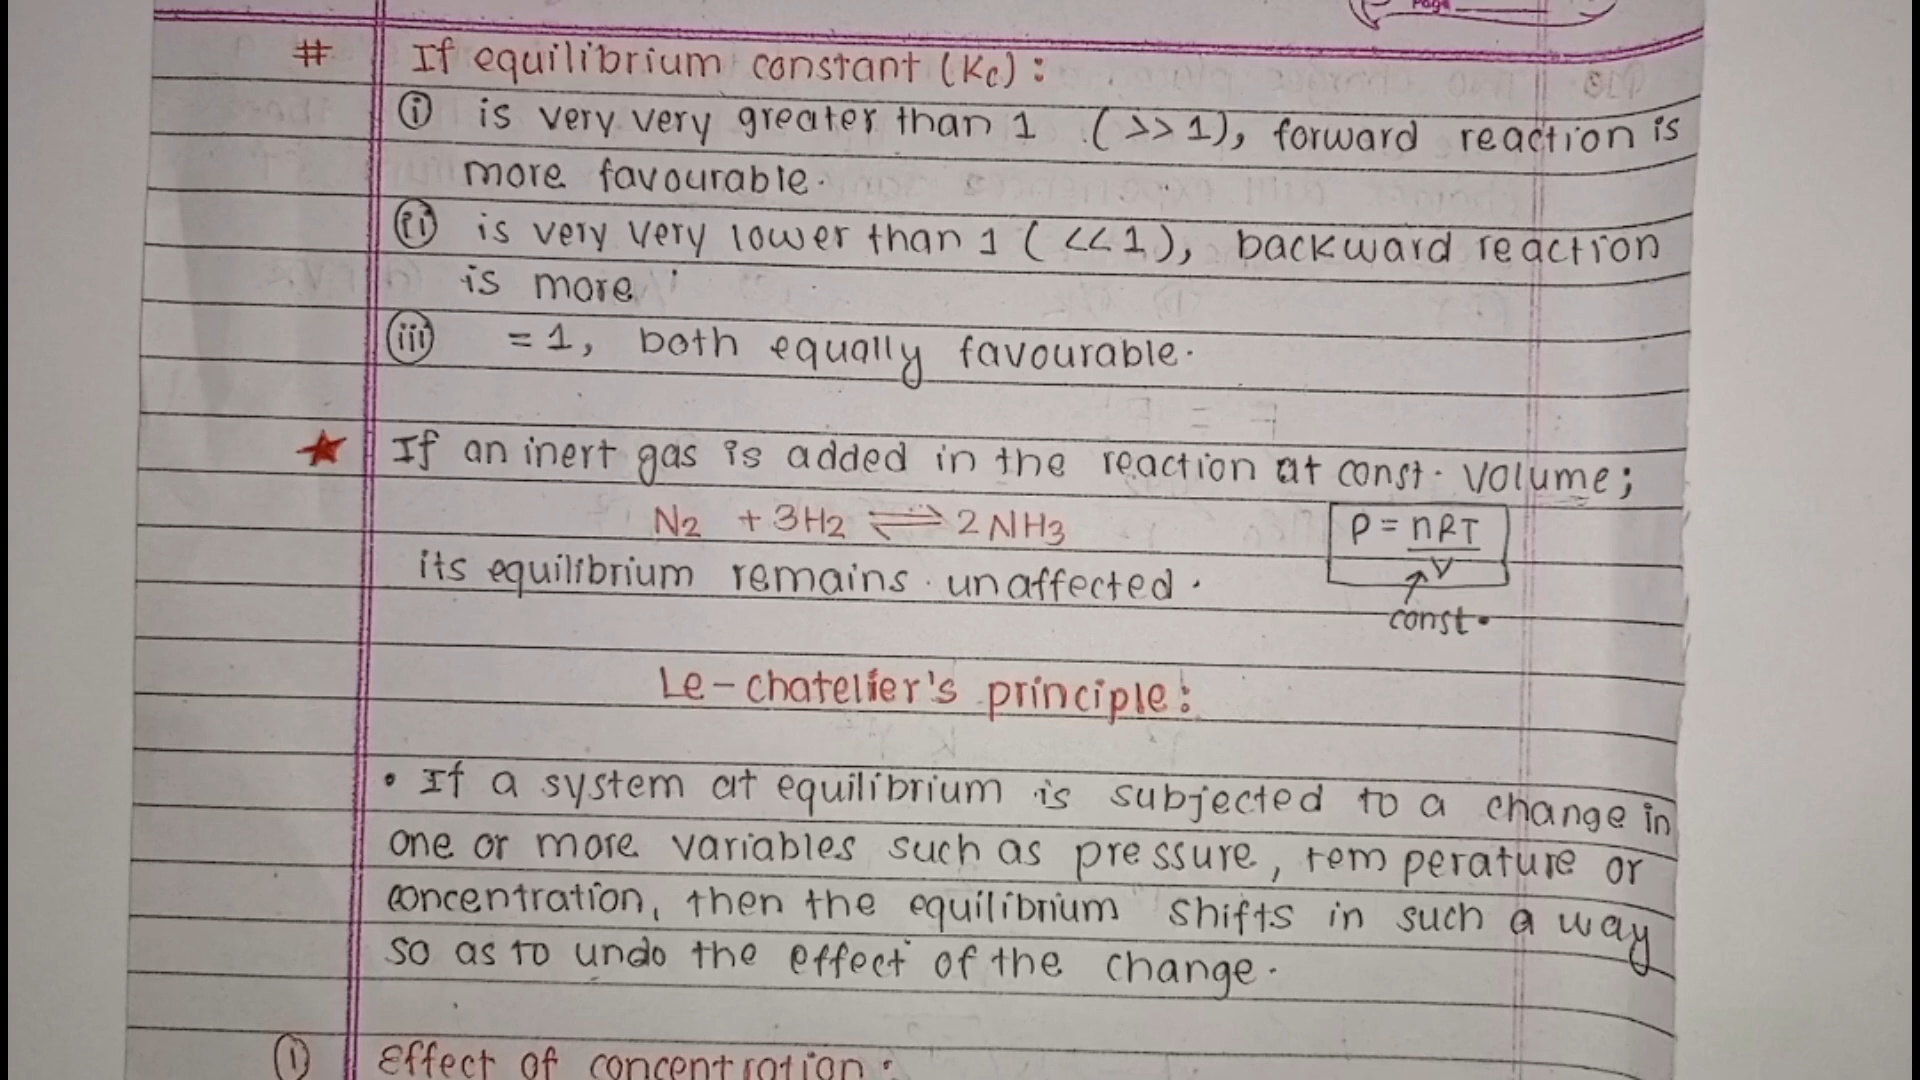 Page
# If equilibrium constant (Kc):
(i) is very very greater than 1 (>>1), forward reaction is
more favourable.
(ii) is very very lower than 1 (<<1), backward reaction
is more
(iii) =1, both equally favourable.
★ If an inert gas is added in the reaction at const. volume;
N2 + 3H2 ⇌ 2NH3
P = nRT
V
its equilibrium remains unaffected.
const.
Le-chatelier's principle:
• If a system at equilibrium is subjected to a change in
one or more variables such as pressure, temperature or
concentration, then the equilibrium shifts in such a way
so as to undo the effect of the change.
(i) Effect of concentration: